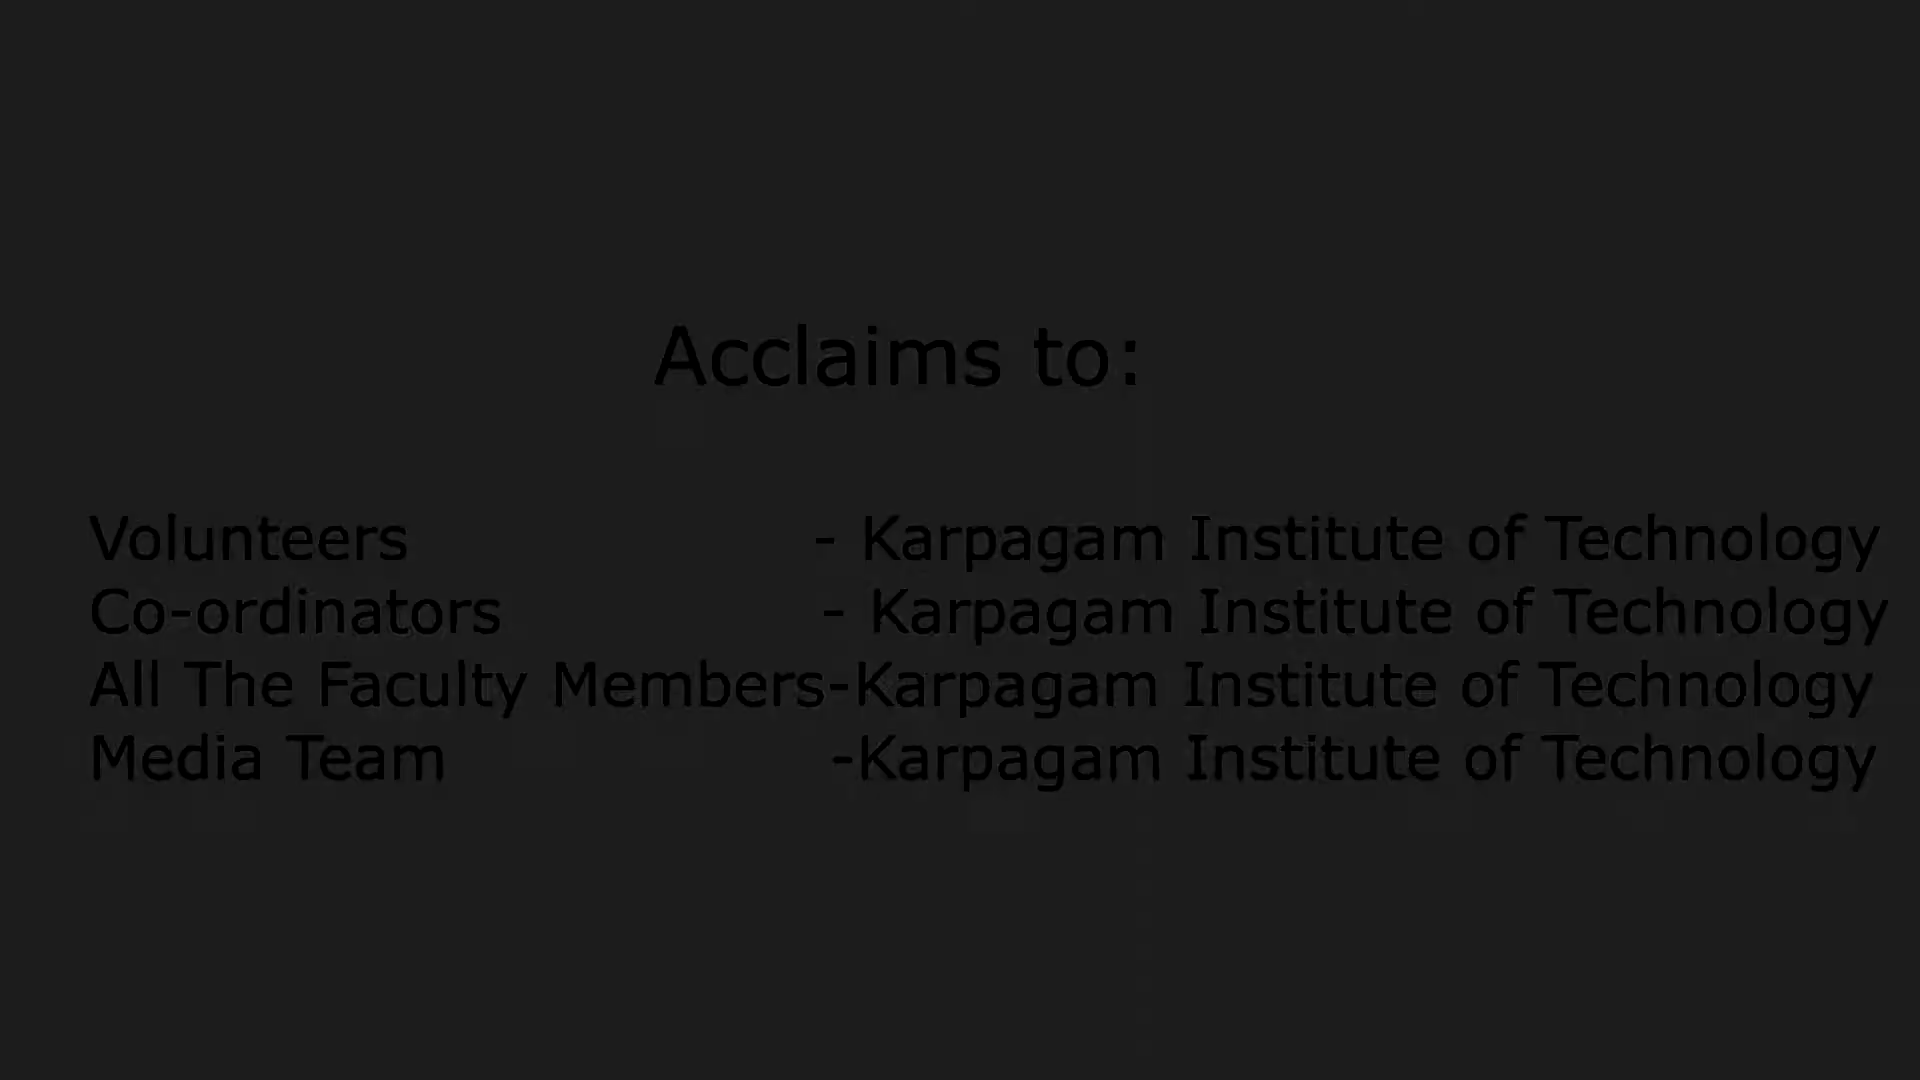 Acclaims to:
Volunteers - Karpagam Institute of Technology
Co-ordinators - Karpagam Institute of Technology
All The Faculty Members-Karpagam Institute of Technology
Media Team -Karpagam Institute of Technology